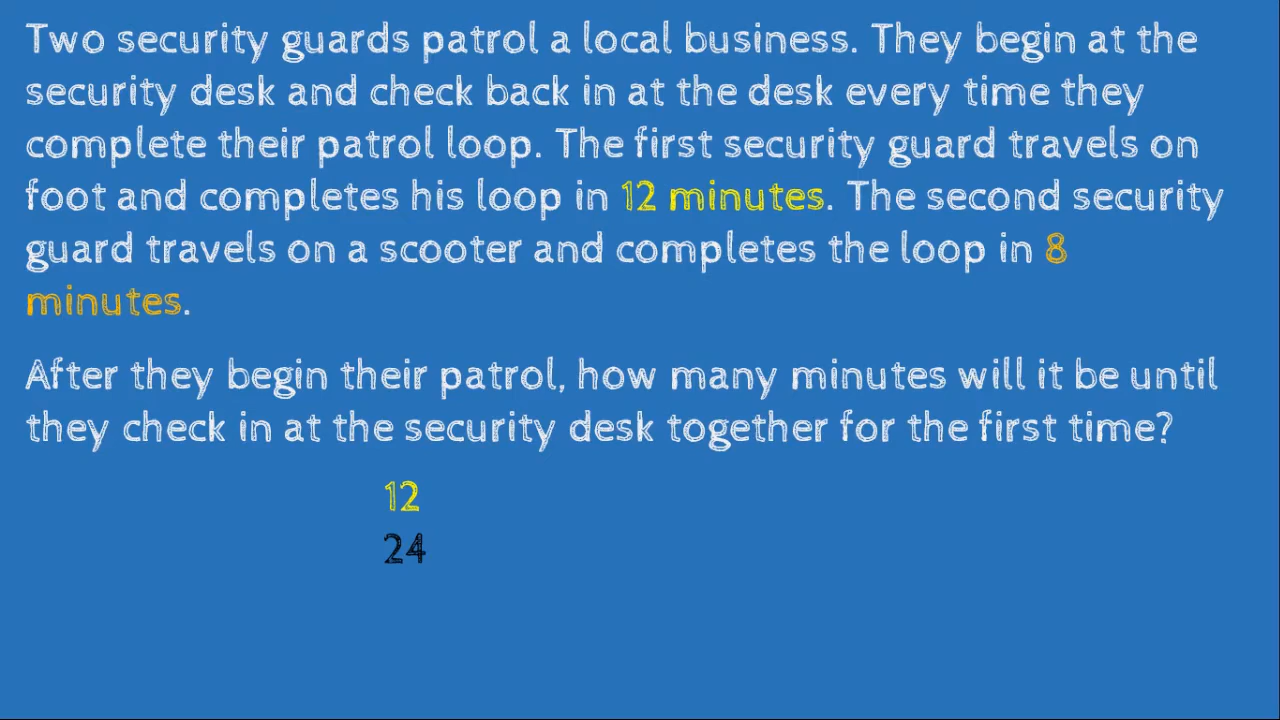 Two security guards patrol a local business. They begin at the
security desk and check back in at the desk every time they
complete their patrol loop. The first security guard travels on
foot and completes his loop in 12 minutes. The second security
guard travels on a scooter and completes the loop in 8
minutes.
After they begin their patrol, how many minutes will it be until
they check in at the security desk together for the first time?
12
24